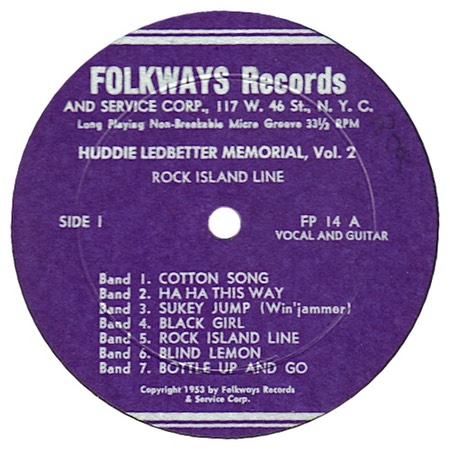 FOLKWAYS Records
AND SERVICE CORP., 117 W. 46 St., N. Y. C.
Long Playing Non-Breakable Micro Groove 33⅓ RPM
HUDDIE LEDBETTER MEMORIAL, Vol. 2
ROCK ISLAND LINE
SIDE I
FP 14 A
VOCAL AND GUITAR
Band 1. COTTON SONG
Band 2. HA HA THIS WAY
Band 3. SUKEY JUMP (Win'jammer)
Band 4. BLACK GIRL
Band 5. ROCK ISLAND LINE
Band 6. BLIND LEMON
Band 7. BOTTLE UP AND GO
Copyright 1953 by Folkways Records
& Service Corp.